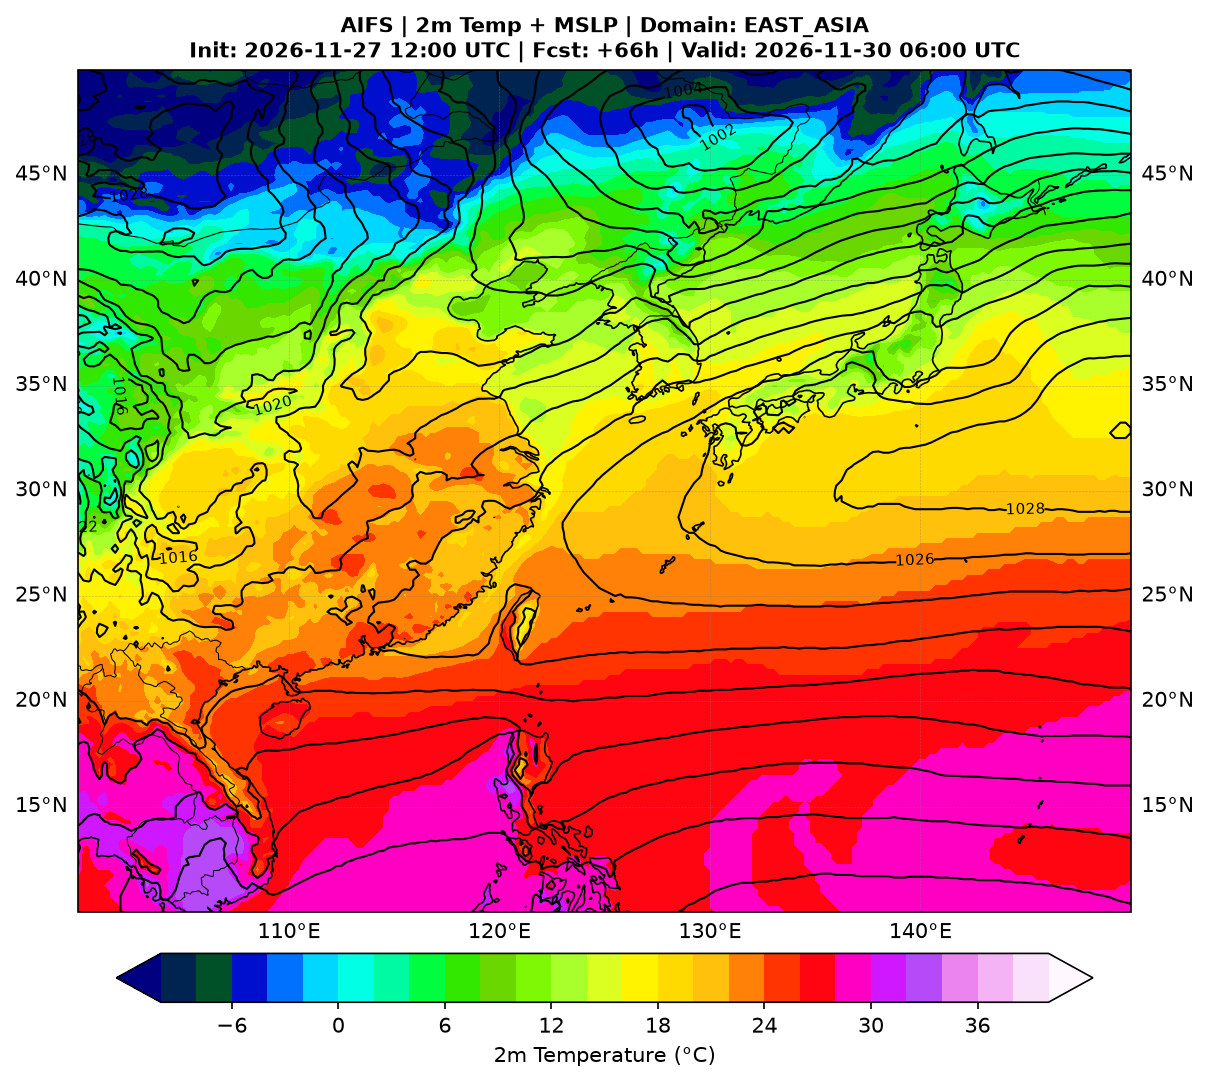 AIFS | 2m Temp + MSLP | Domain: EAST_ASIA
Init: 2026-11-27 12:00 UTC | Fcst: +66h | Valid: 2026-11-30 06:00 UTC
1004
1002
45°N 45°N
1028
40°N 40°N
1016
1020
35°N 35°N
30°N 30°N
1028
22
1016
1026
25°N 25°N
20°N 20°N
15°N 15°N
110°E 120°E 130°E 140°E
−6 0 6 12 18 24 30 36
2m Temperature (°C)